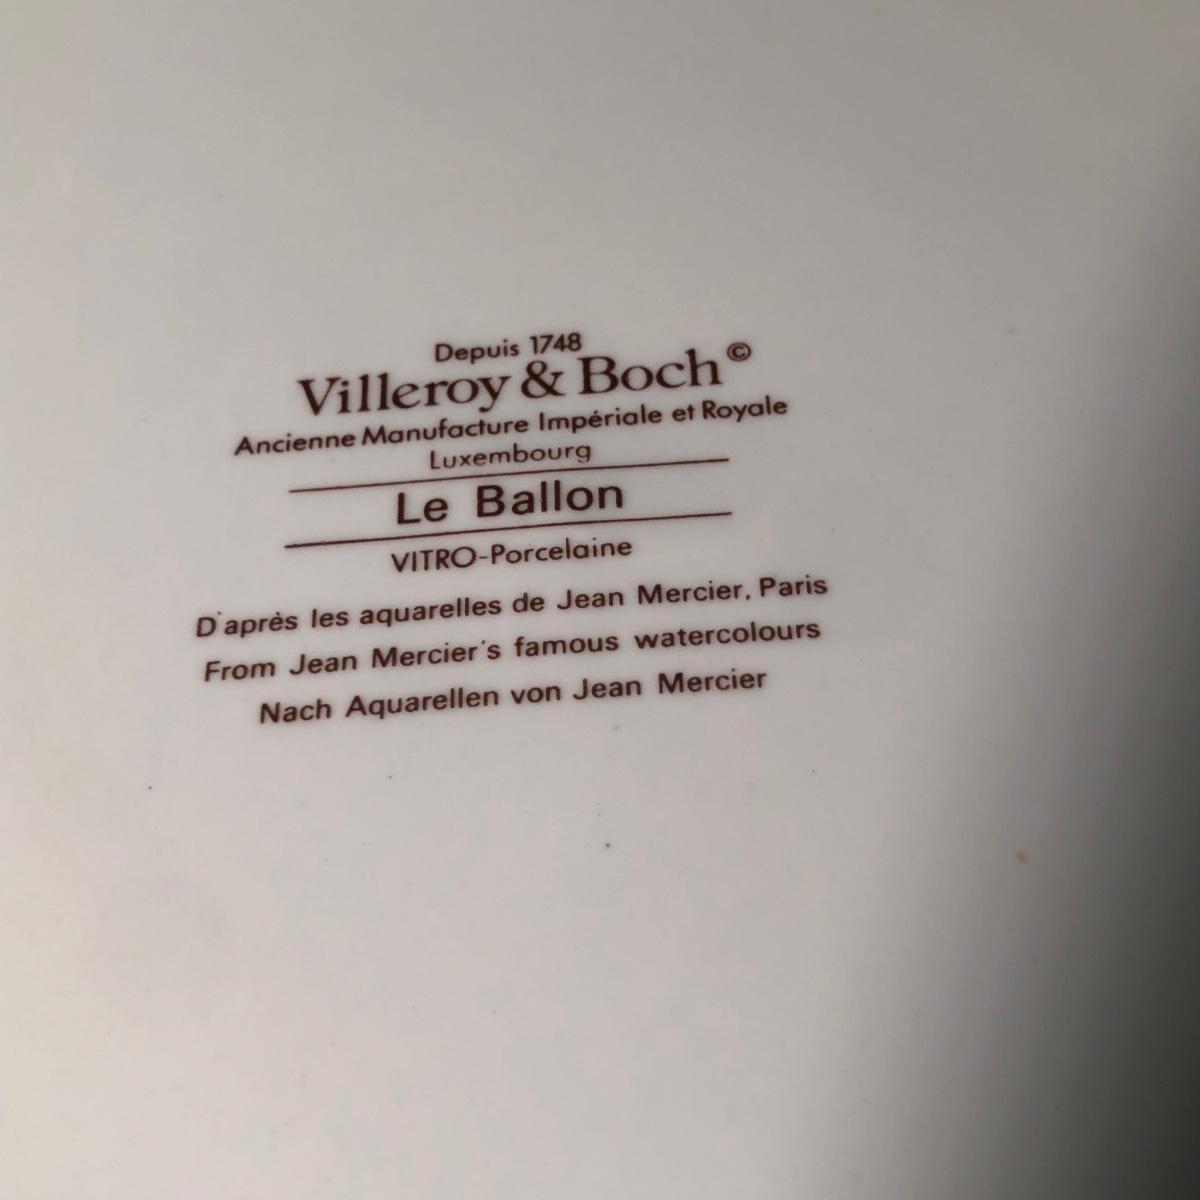 Depuis 1748
Villeroy & Boch©
Ancienne Manufacture Impériale et Royale
Luxembourg
Le Ballon
VITRO-Porcelaine
D'après les aquarelles de Jean Mercier, Paris
From Jean Mercier's famous watercolours
Nach Aquarellen von Jean Mercier